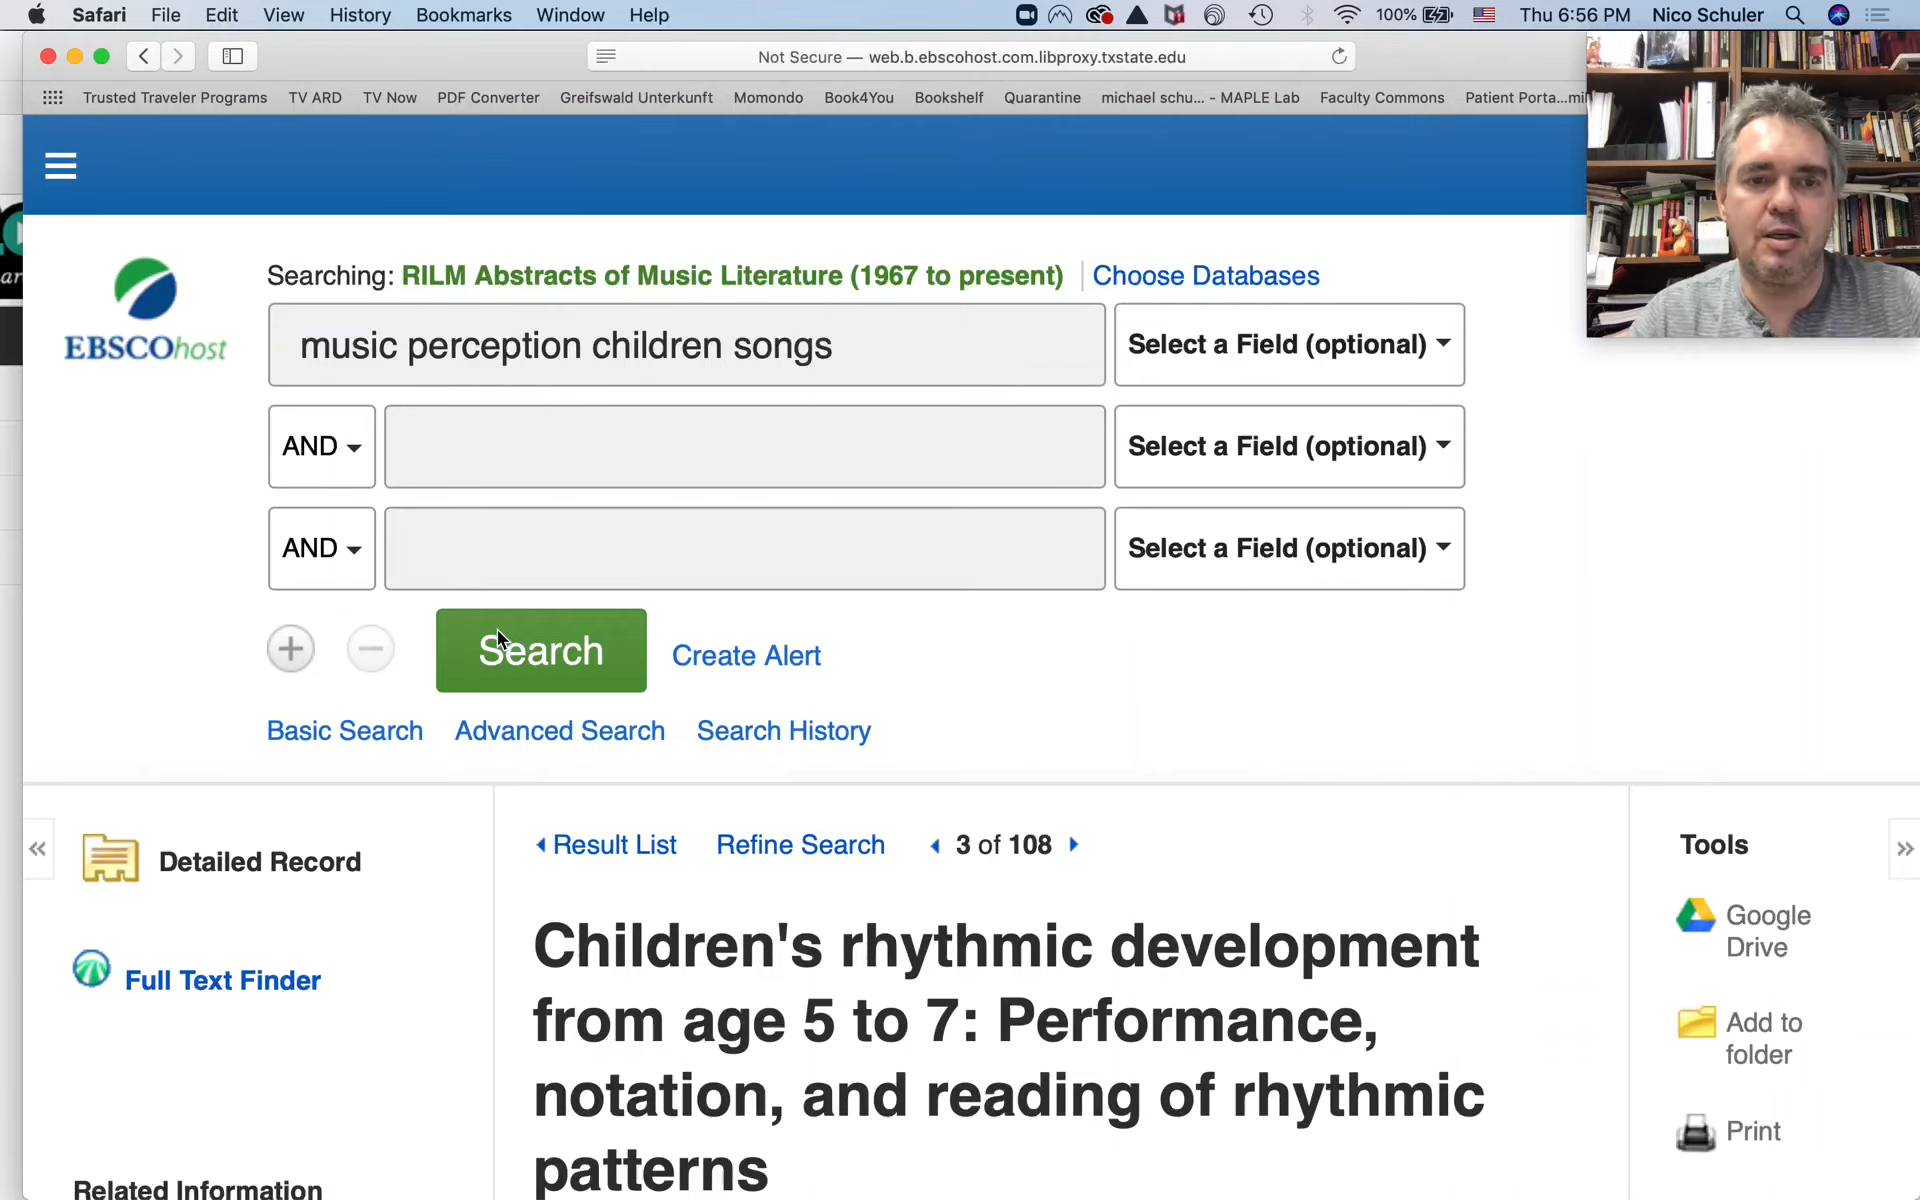 Safari File Edit View History Bookmarks Window Help 100% Thu 6:56 PM Nico Schuler
Not Secure — web.b.ebscohost.com.libproxy.txstate.edu
Trusted Traveler Programs TV ARD TV Now PDF Converter Greifswald Unterkunft Momondo Book4You Bookshelf Quarantine michael schu... - MAPLE Lab Faculty Commons Patient Porta...mi
Searching: RILM Abstracts of Music Literature (1967 to present) Choose Databases
EBSCOhost
music perception children songs Select a Field (optional)
AND Select a Field (optional)
AND Select a Field (optional)
Search Create Alert
Basic Search Advanced Search Search History
Detailed Record
Full Text Finder
Related Information
Result List Refine Search 3 of 108
Children's rhythmic development
from age 5 to 7: Performance,
notation, and reading of rhythmic
patterns
Tools
Google
Drive
Add to
folder
Print